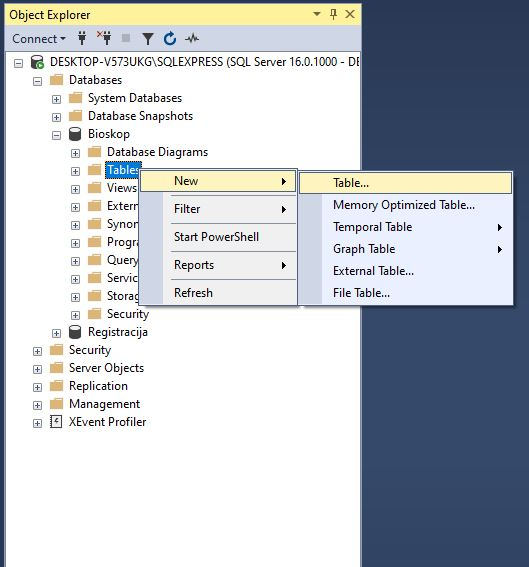 Object Explorer
Connect
DESKTOP-V573UKG\SQLEXPRESS (SQL Server 16.0.1000 - DE
Databases
System Databases
Database Snapshots
Bioskop
Database Diagrams
Tables
Views
Extern
Synon
Progra
Query
Servic
Storag
Security
Registracija
Security
Server Objects
Replication
Management
XEvent Profiler
New
Filter
Start PowerShell
Reports
Refresh
Table...
Memory Optimized Table...
Temporal Table
Graph Table
External Table...
File Table...